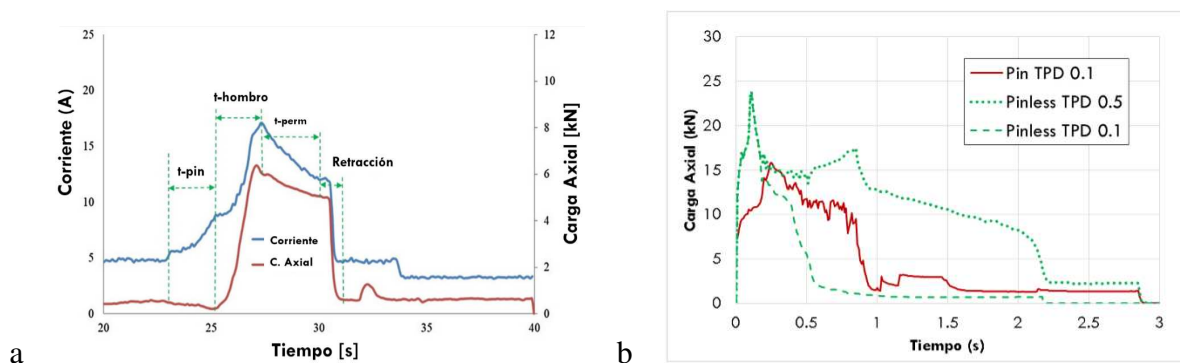 25
20
15
10
5
0
Corriente (A)
t-hombro
t-perm
Retracción
t-pin
Corriente
C. Axial
12
10
8
6
4
2
0
Carga Axial [kN]
20
25
30
35
40
Tiempo [s]
a
30
25
20
15
10
5
0
Carga Axial (kN)
Pin TPD 0.1
Pinless TPD 0.5
Pinless TPD 0.1
0
0.5
1
1.5
2
2.5
3
Tiempo (s)
b